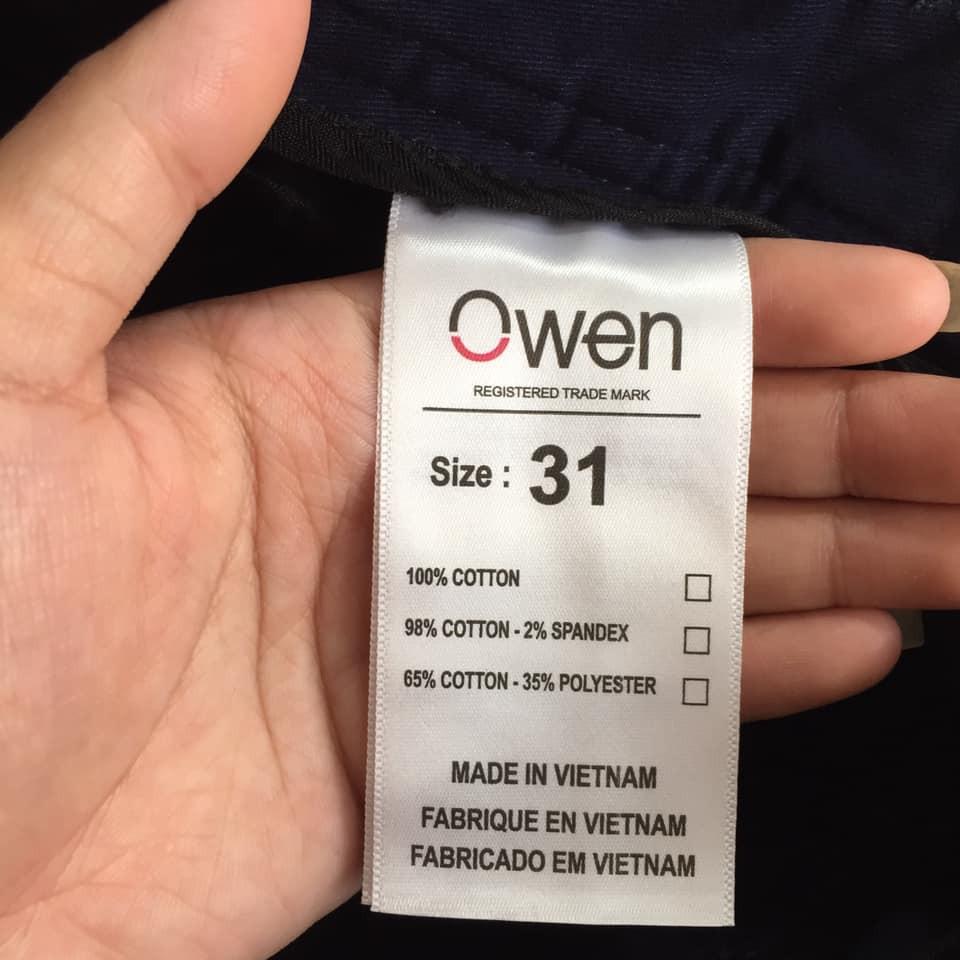 Owen
REGISTERED TRADE MARK
Size : 31
100% COTTON
98% COTTON - 2% SPANDEX
65% COTTON - 35% POLYESTER
MADE IN VIETNAM
FABRIQUE EN VIETNAM
FABRICADO EM VIETNAM